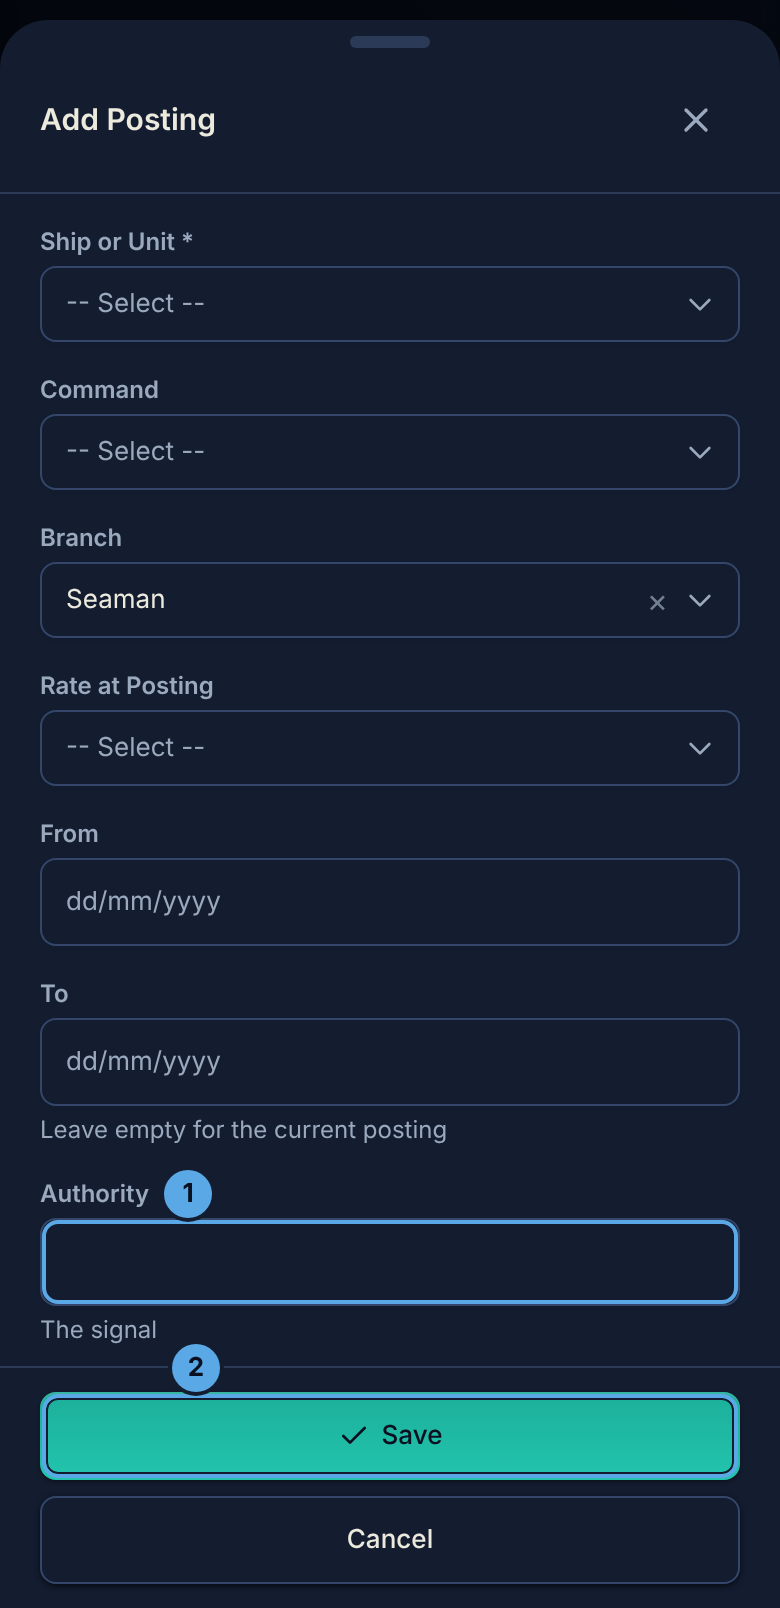 Add Posting
Ship or Unit *
-- Select --
Command
-- Select --
Branch
Seaman
Rate at Posting
-- Select --
From
dd/mm/yyyy
To
dd/mm/yyyy
Leave empty for the current posting
Authority 1
The signal
2
Save
Cancel